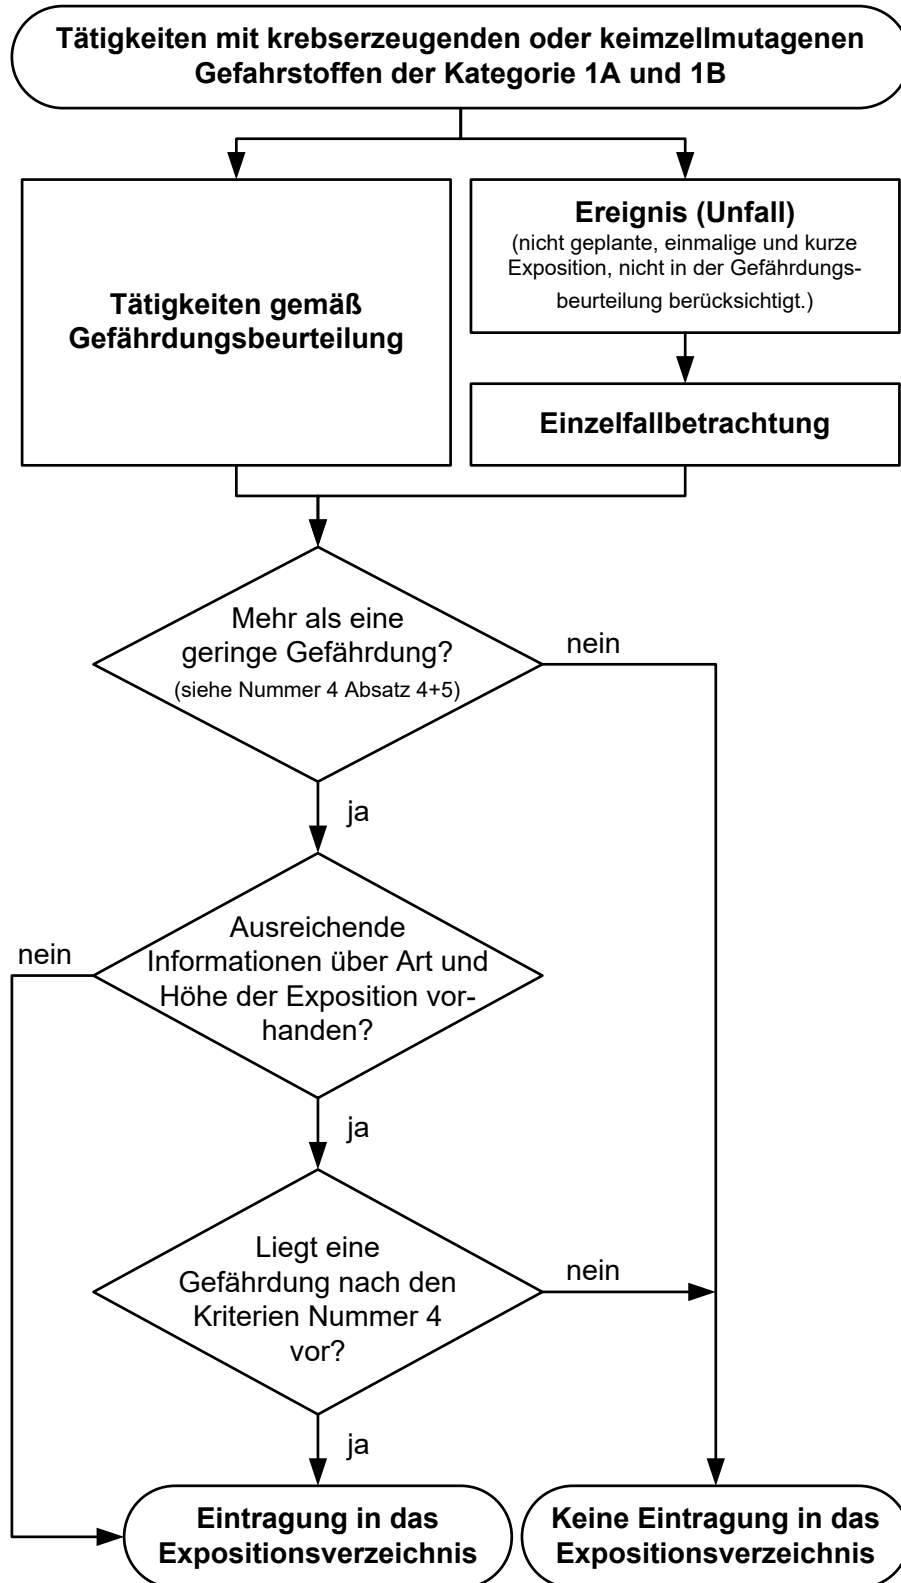 Tätigkeiten mit krebserzeugenden oder keimzellmutagenen
Gefahrstoffen der Kategorie 1A und 1B
Tätigkeiten gemäß
Gefährdungsbeurteilung
Ereignis (Unfall)
(nicht geplante, einmalige und kurze
Exposition, nicht in der Gefährdungs-
beurteilung berücksichtigt.)
Einzelfallbetrachtung
Mehr als eine
geringe Gefährdung?
(siehe Nummer 4 Absatz 4+5)
nein
ja
Ausreichende
Informationen über Art und
Höhe der Exposition vor-
handen?
nein
ja
Liegt eine
Gefährdung nach den
Kriterien Nummer 4
vor?
nein
ja
Eintragung in das
Expositionsverzeichnis
Keine Eintragung in das
Expositionsverzeichnis